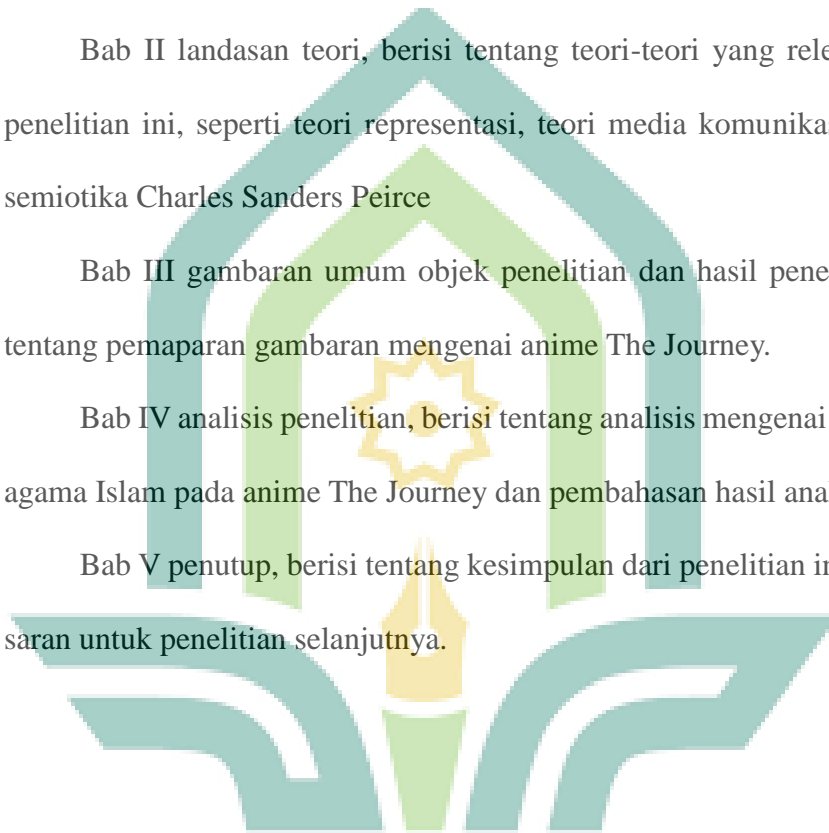 Bab II landasan teori, berisi tentang teori-teori yang rele
penelitian ini, seperti teori representasi, teori media komunika
semiotika Charles Sanders Peirce
Bab III gambaran umum objek penelitian dan hasil pene
tentang pemaparan gambaran mengenai anime The Journey.
Bab IV analisis penelitian, berisi tentang analisis mengenai
agama Islam pada anime The Journey dan pembahasan hasil anal
Bab V penutup, berisi tentang kesimpulan dari penelitian in
saran untuk penelitian selanjutnya.